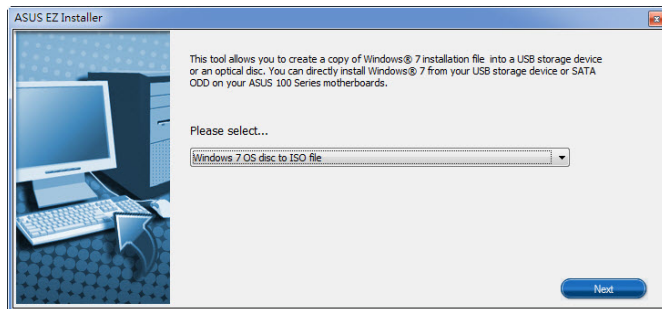 ASUS EZ Installer
This tool allows you to create a copy of Windows® 7 installation file into a USB storage device
or an optical disc. You can directly install Windows® 7 from your USB storage device or SATA
ODD on your ASUS 100 Series motherboards.
Please select...
Windows 7 OS disc to ISO file
Next